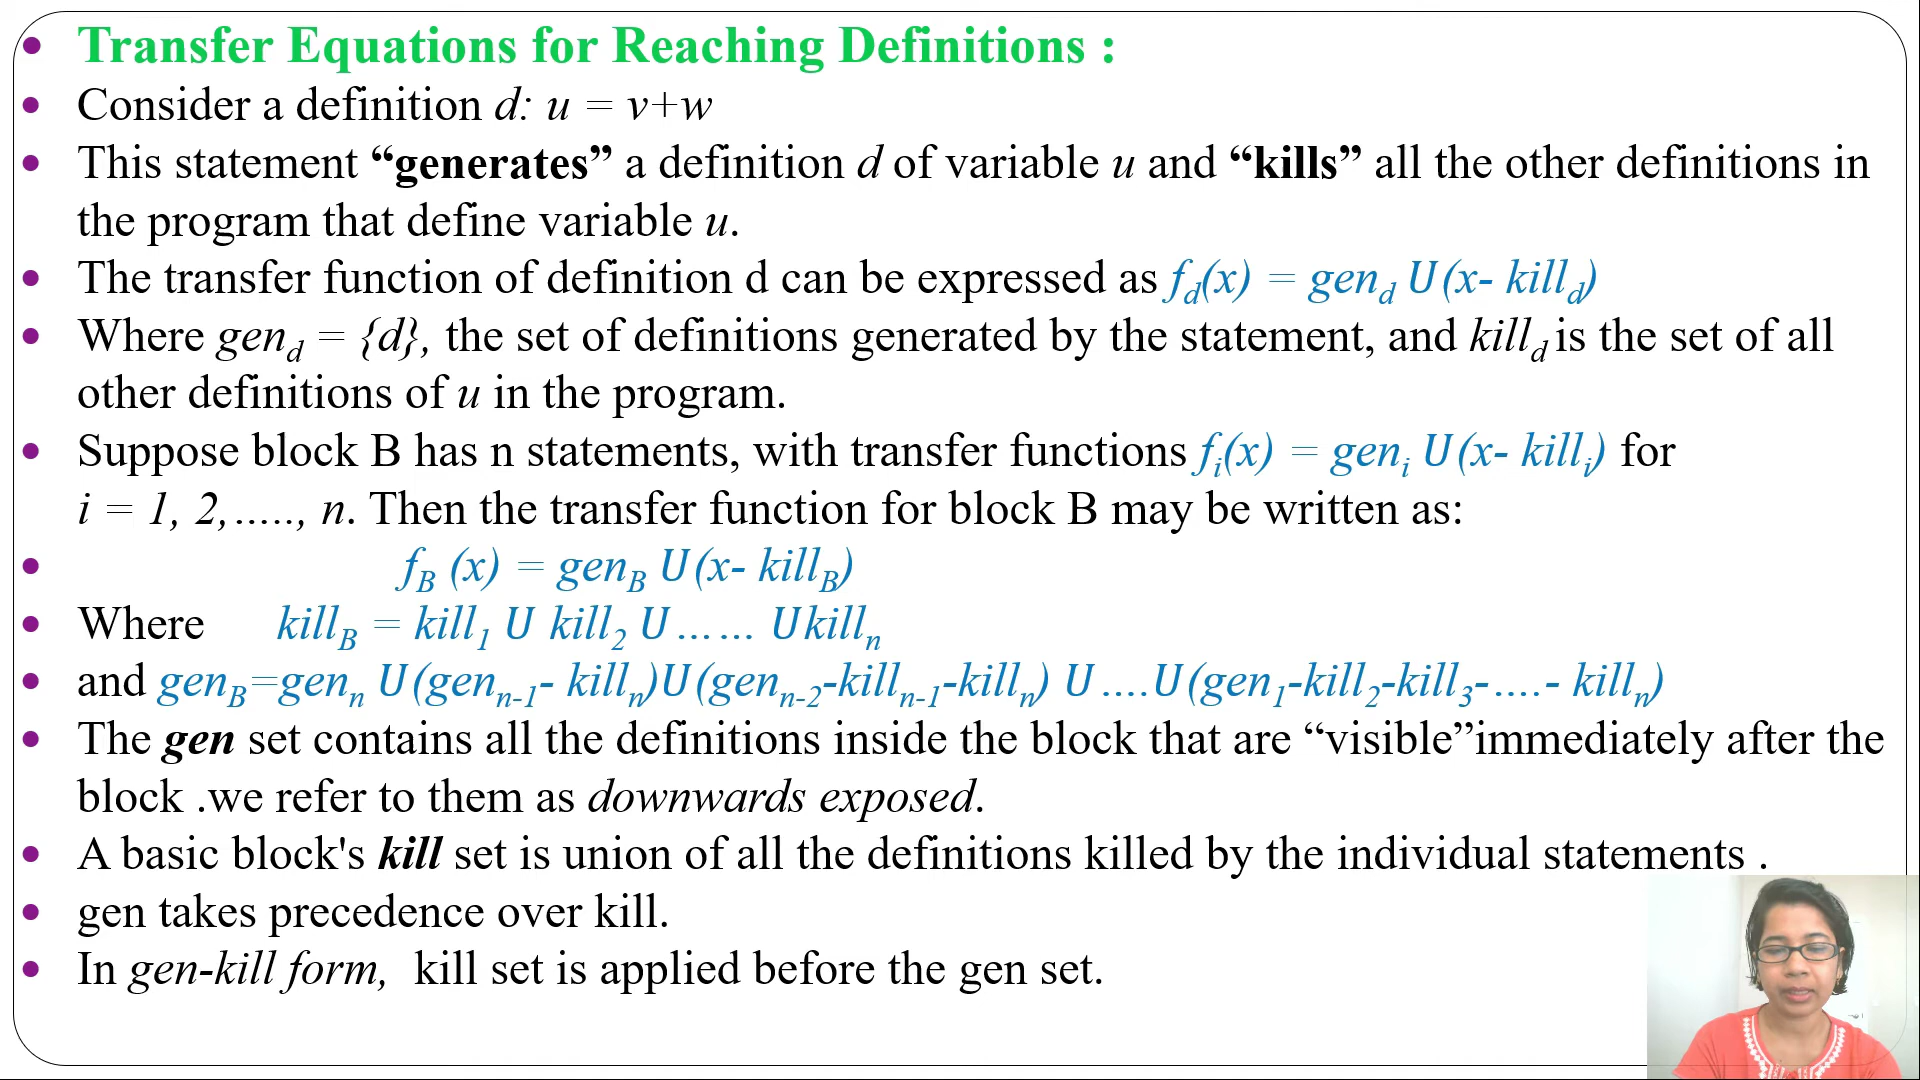 • Transfer Equations for Reaching Definitions :
• Consider a definition d: u = v+w
• This statement “generates” a definition d of variable u and “kills” all the other definitions in
the program that define variable u.
• The transfer function of definition d can be expressed as f_d(x) = gen_d U(x- kill_d)
• Where gen_d = {d}, the set of definitions generated by the statement, and kill_d is the set of all
other definitions of u in the program.
• Suppose block B has n statements, with transfer functions f_i(x) = gen_i U(x- kill_i) for
i = 1, 2,....., n. Then the transfer function for block B may be written as:
• f_B (x) = gen_B U(x- kill_B)
• Where kill_B = kill_1 U kill_2 U…… Ukill_n
• and gen_B=gen_n U(gen_n-1- kill_n)U(gen_n-2-kill_n-1-kill_n) U….U(gen_1-kill_2-kill_3-….- kill_n)
• The gen set contains all the definitions inside the block that are “visible”immediately after the
block .we refer to them as downwards exposed.
• A basic block's kill set is union of all the definitions killed by the individual statements .
• gen takes precedence over kill.
• In gen-kill form, kill set is applied before the gen set.